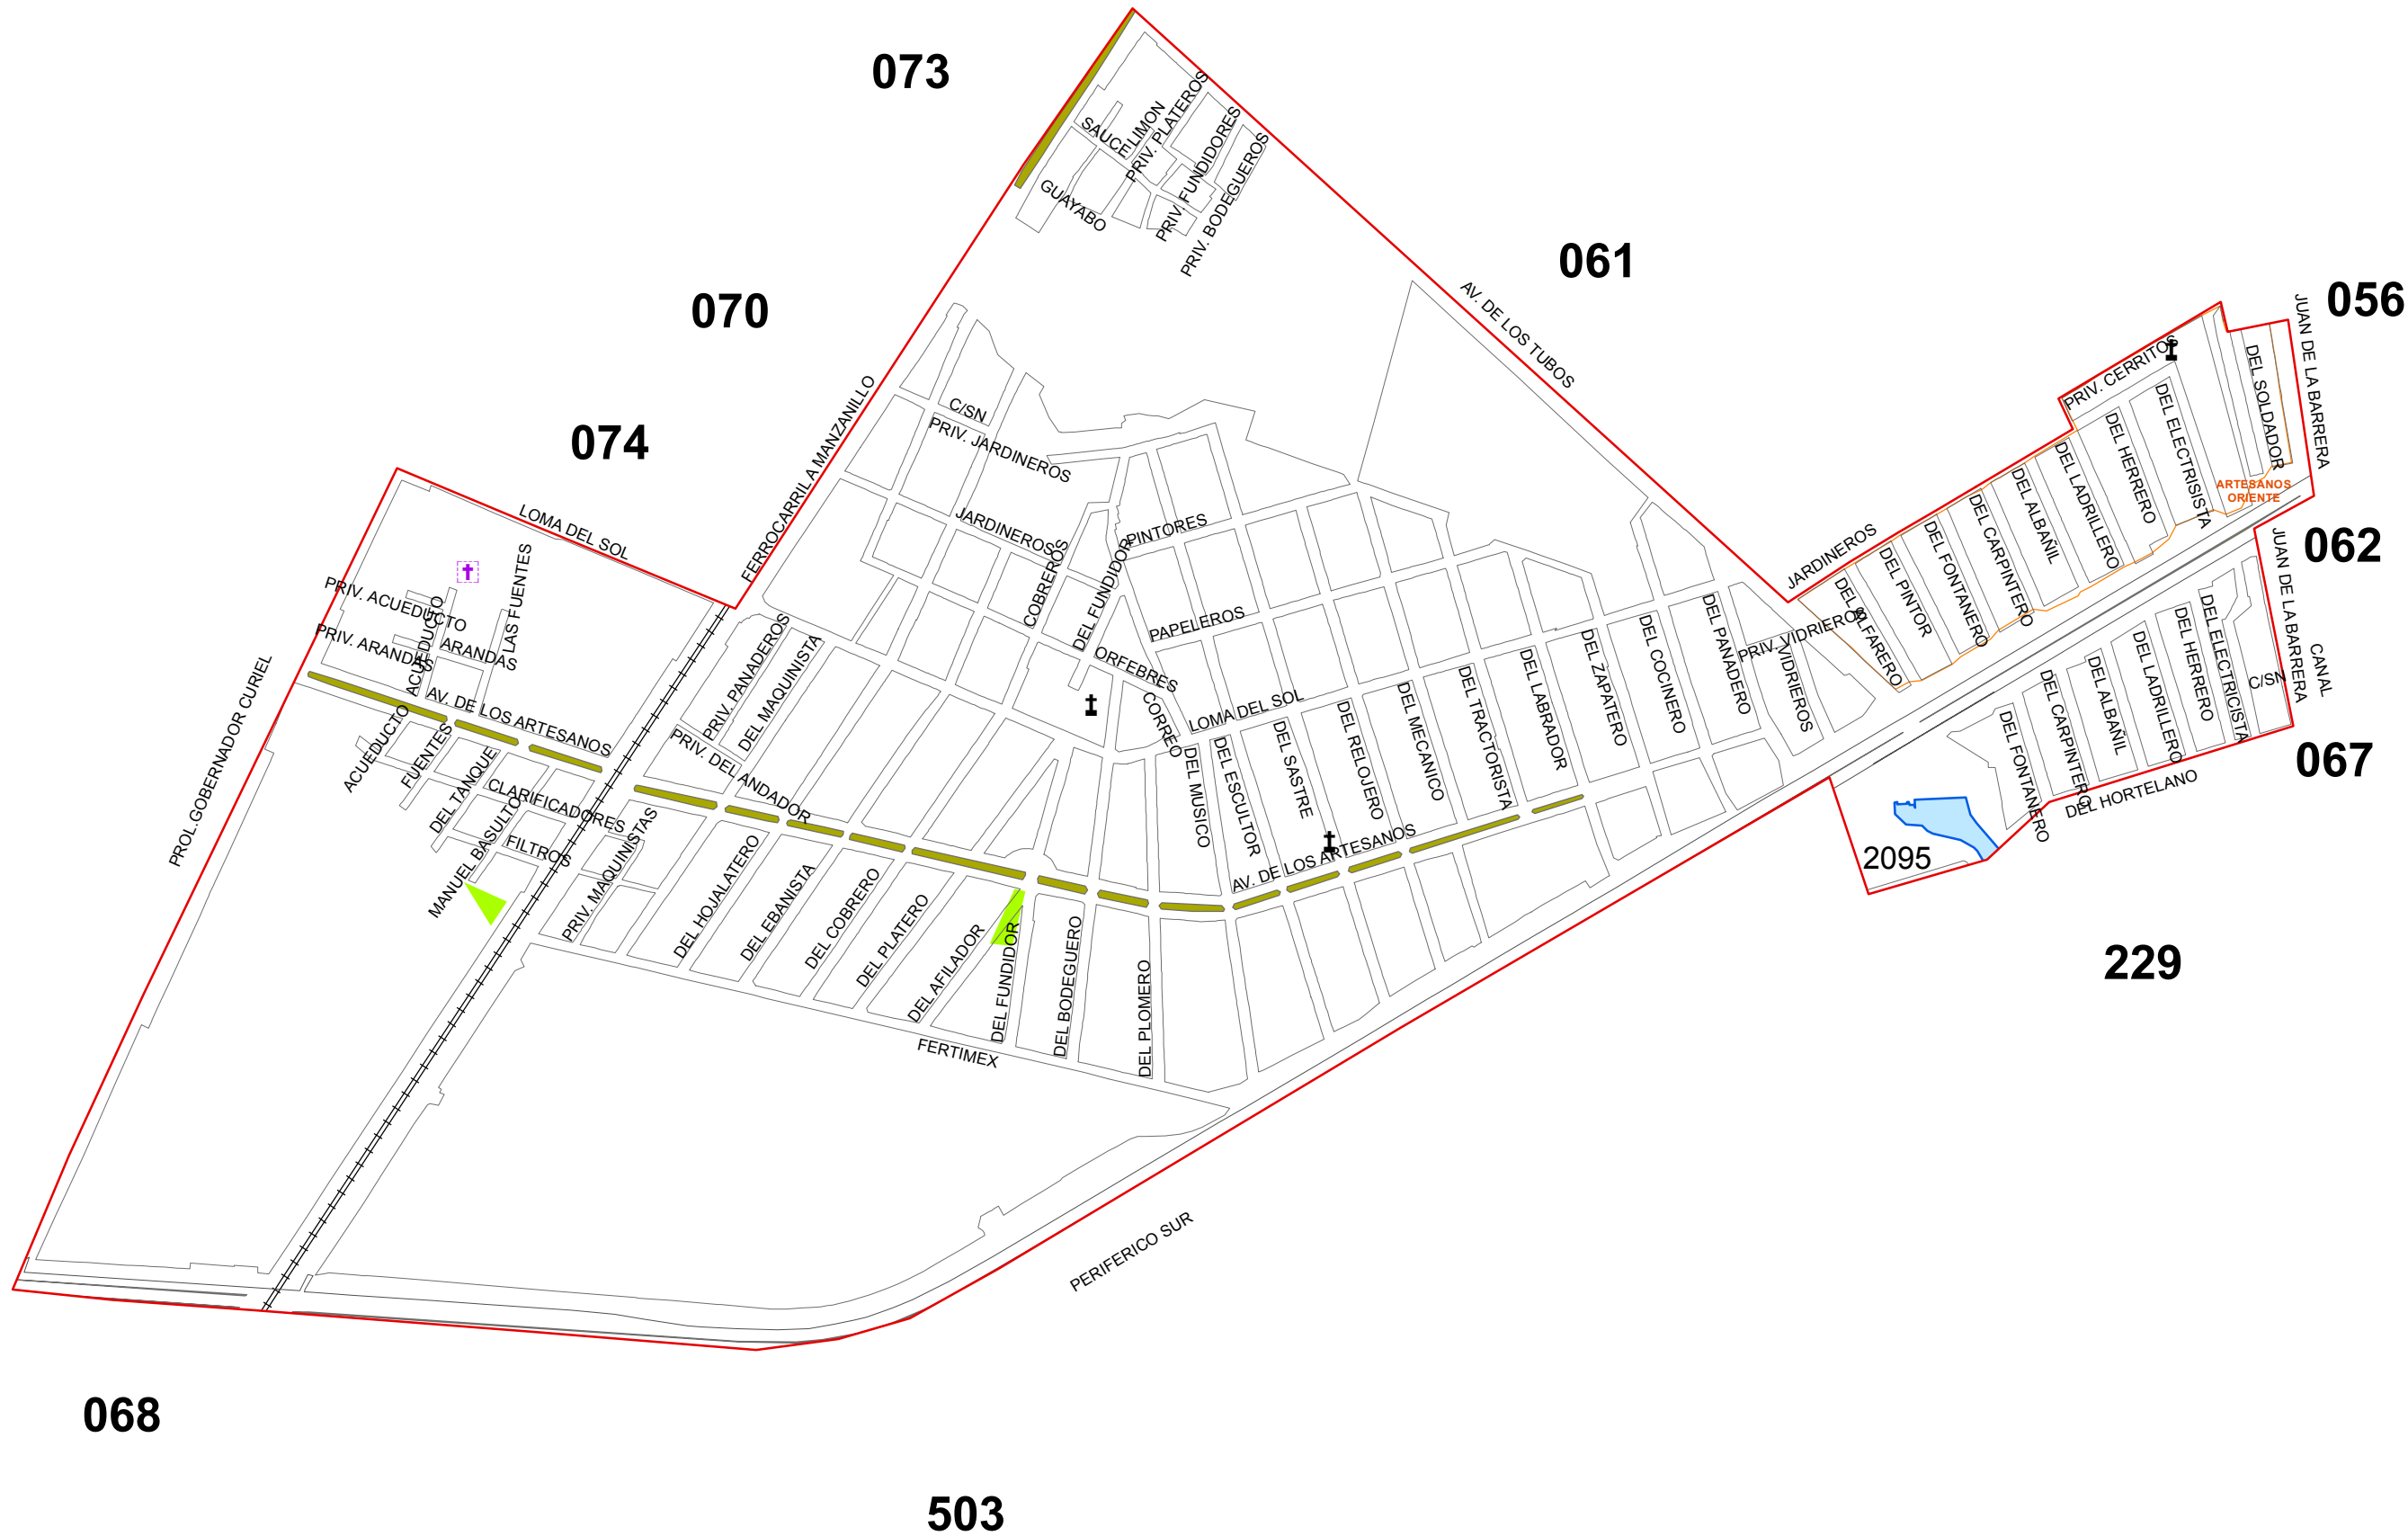 073
061
056
070
074
062
067
229
068
503
2095
SAUCE
LIMON
PRIV. PLATEROS
PRIV. FUNDIDORES
PRIV. BODEGUEROS
GUAYABO
AV. DE LOS TUBOS
JUAN DE LA BARRERA
PRIV. CERRITOS
DEL SOLDADOR
DEL ELECTRISISTA
DEL HERRERO
DEL LADRILLERO
DEL ALBAÑIL
DEL CARPINTERO
DEL FONTANERO
DEL PINTOR
DEL ALFARERO
ARTESANOS
ORIENTE
JARDINEROS
JUAN DE LA BARRERA
CANAL
C/SN
DEL ELECTRICISTA
DEL HERRERO
DEL LADRILLERO
DEL ALBAÑIL
DEL CARPINTERO
DEL FONTANERO
DEL HORTELANO
FERROCARRIL A MANZANILLO
C/SN
PRIV. JARDINEROS
JARDINEROS
COBREROS
DEL FUNDIDOR
PINTORES
PAPELEROS
ORFEBRES
CORREO
LOMA DEL SOL
LOMA DEL SOL
LAS FUENTES
PRIV. ACUEDUCTO
ACUEDUCTO
PRIV. ARANDAS
ARANDAS
AV. DE LOS ARTESANOS
PROL.GOBERNADOR CURIEL
ACUEDUCTO
FUENTES
DEL TANQUE
CLARIFICADORES
MANUEL BASULTO
FILTROS
PRIV. PANADEROS
DEL MAQUINISTA
PRIV. DEL ANDADOR
PRIV. MAQUINISTAS
DEL HOJALATERO
DEL EBANISTA
DEL COBRERO
DEL PLATERO
DEL AFILADOR
DEL FUNDIDOR
DEL BODEGUERO
DEL PLOMERO
FERTIMEX
DEL MUSICO
DEL ESCULTOR
DEL SASTRE
DEL RELOJERO
DEL MECANICO
DEL TRACTORISTA
DEL LABRADOR
DEL ZAPATERO
DEL COCINERO
DEL PANADERO
PRIV. VIDRIEROS
VIDRIEROS
AV. DE LOS ARTESANOS
PERIFERICO SUR